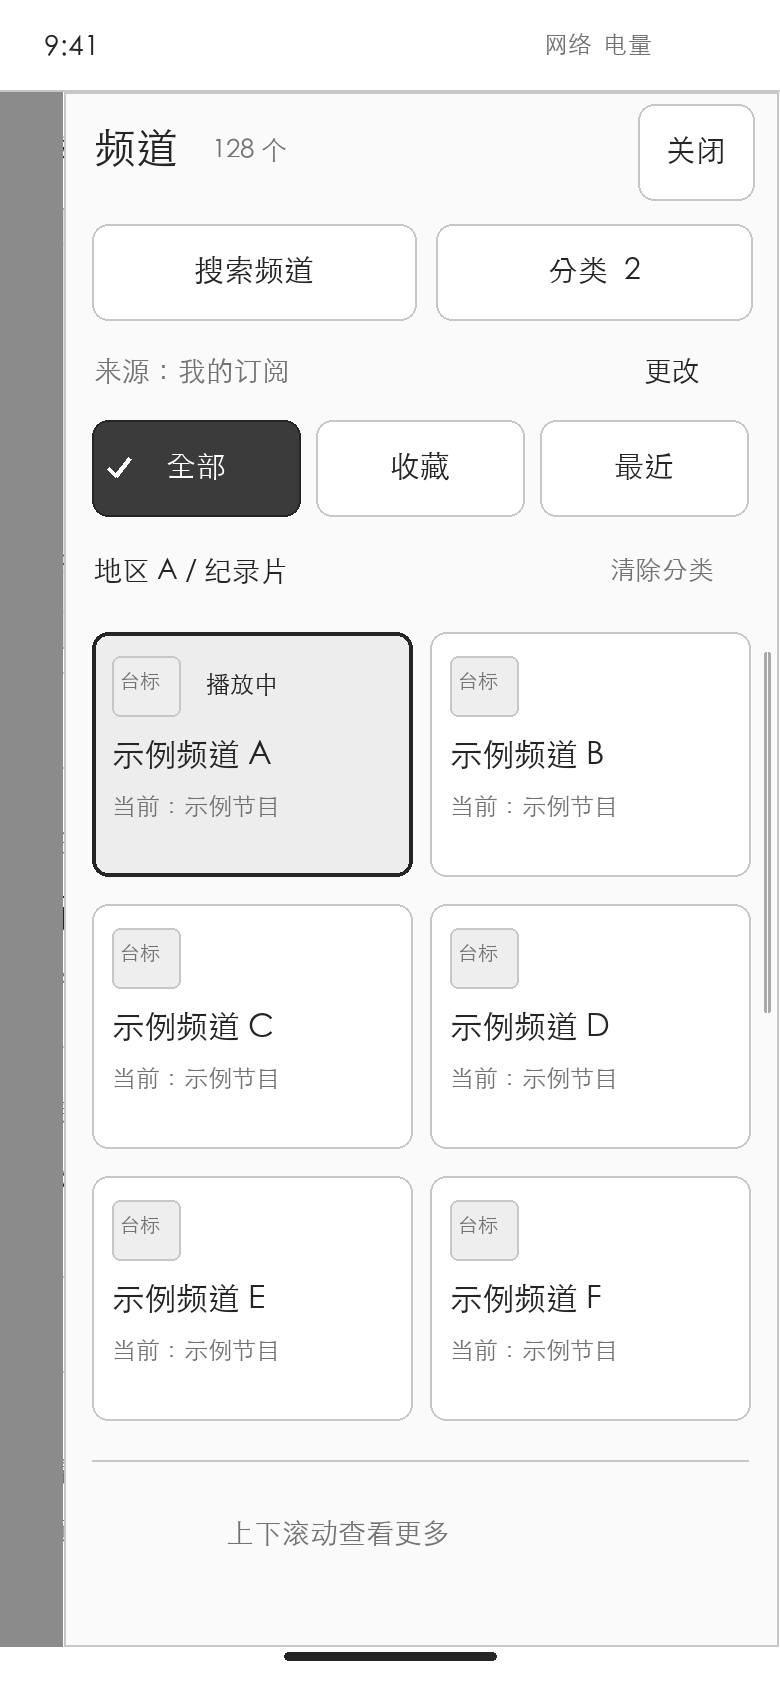 9:41 网络 电量
频道 128 个 关闭
搜索频道 分类 2
来源：我的订阅 更改
全部 收藏 最近
地区 A / 纪录片 清除分类
台标 播放中
示例频道 A
当前：示例节目
台标
示例频道 B
当前：示例节目
台标
示例频道 C
当前：示例节目
台标
示例频道 D
当前：示例节目
台标
示例频道 E
当前：示例节目
台标
示例频道 F
当前：示例节目
上下滚动查看更多